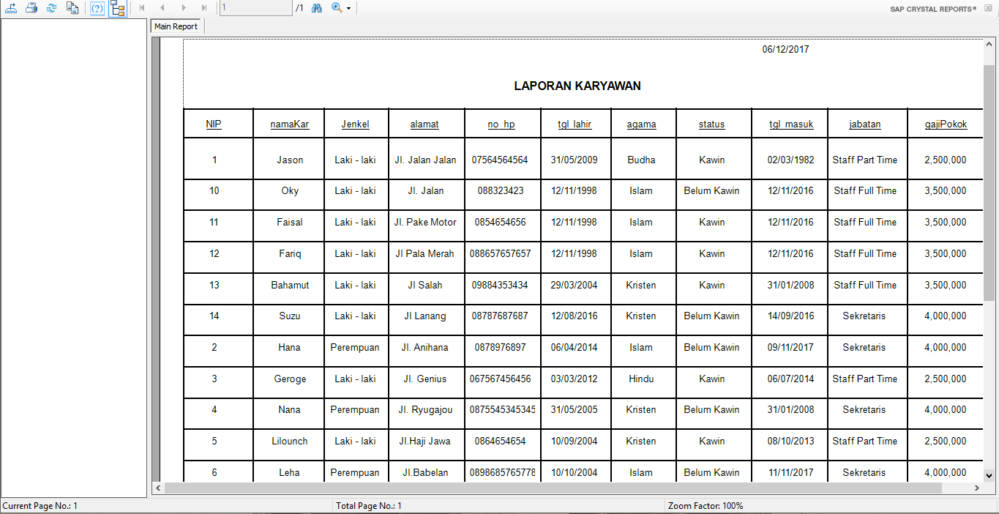 1 /1 SAP CRYSTAL REPORTS®
Main Report
06/12/2017
LAPORAN KARYAWAN
NIP namaKar Jenkel alamat no_hp tgl_lahir agama status tgl_masuk jabatan gajiPokok
1 Jason Laki - laki Jl. Jalan Jalan 07564564564 31/05/2009 Budha Kawin 02/03/1982 Staff Part Time 2,500,000
10 Oky Laki - laki Jl. Jalan 088323423 12/11/1998 Islam Belum Kawin 12/11/2016 Staff Full Time 3,500,000
11 Faisal Laki - laki Jl. Pake Motor 0854654656 12/11/1998 Islam Kawin 12/11/2016 Staff Full Time 3,500,000
12 Fariq Laki - laki Jl Pala Merah 088657657657 12/11/1998 Islam Kawin 12/11/2016 Staff Full Time 3,500,000
13 Bahamut Laki - laki Jl Salah 09884353434 29/03/2004 Kristen Kawin 31/01/2008 Staff Full Time 3,500,000
14 Suzu Laki - laki Jl Lanang 08787687687 12/08/2016 Kristen Belum Kawin 14/09/2016 Sekretaris 4,000,000
2 Hana Perempuan Jl. Anihana 0878976897 06/04/2014 Islam Belum Kawin 09/11/2017 Sekretaris 4,000,000
3 Geroge Laki - laki Jl. Genius 067567456456 03/03/2012 Hindu Kawin 06/07/2014 Staff Part Time 2,500,000
4 Nana Perempuan Jl. Ryugajou 0875545345345 31/05/2005 Kristen Belum Kawin 31/01/2008 Sekretaris 4,000,000
5 Lilounch Laki - laki Jl.Haji Jawa 0864654654 10/09/2004 Kristen Kawin 08/10/2013 Staff Part Time 2,500,000
6 Leha Perempuan Jl.Babelan 0898685765778 10/10/2004 Islam Belum Kawin 11/11/2017 Sekretaris 4,000,000
Current Page No.: 1 Total Page No.: 1 Zoom Factor: 100%